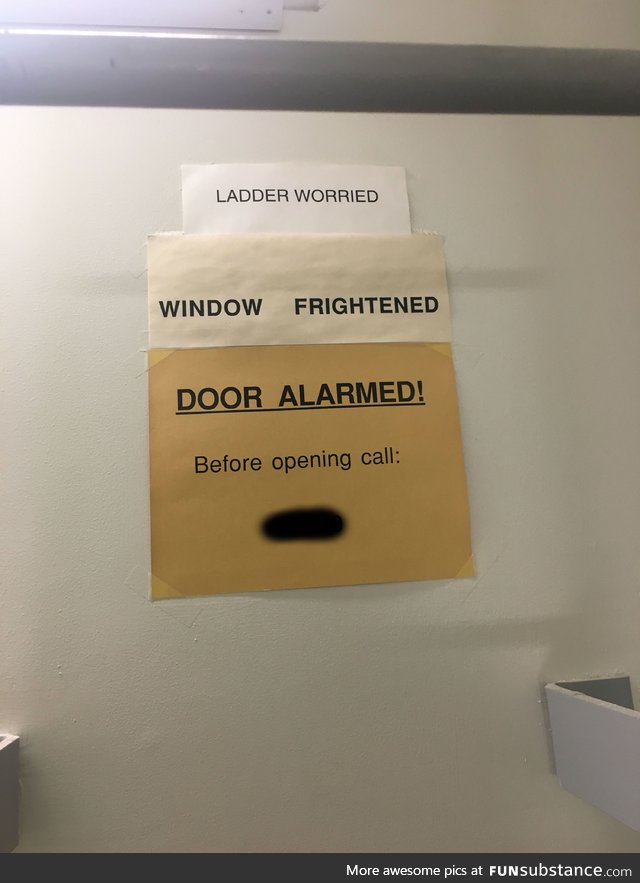 LADDER WORRIED
WINDOW FRIGHTENED
DOOR ALARMED!
Before opening call:
More awesome pics at FUNsubstance.com